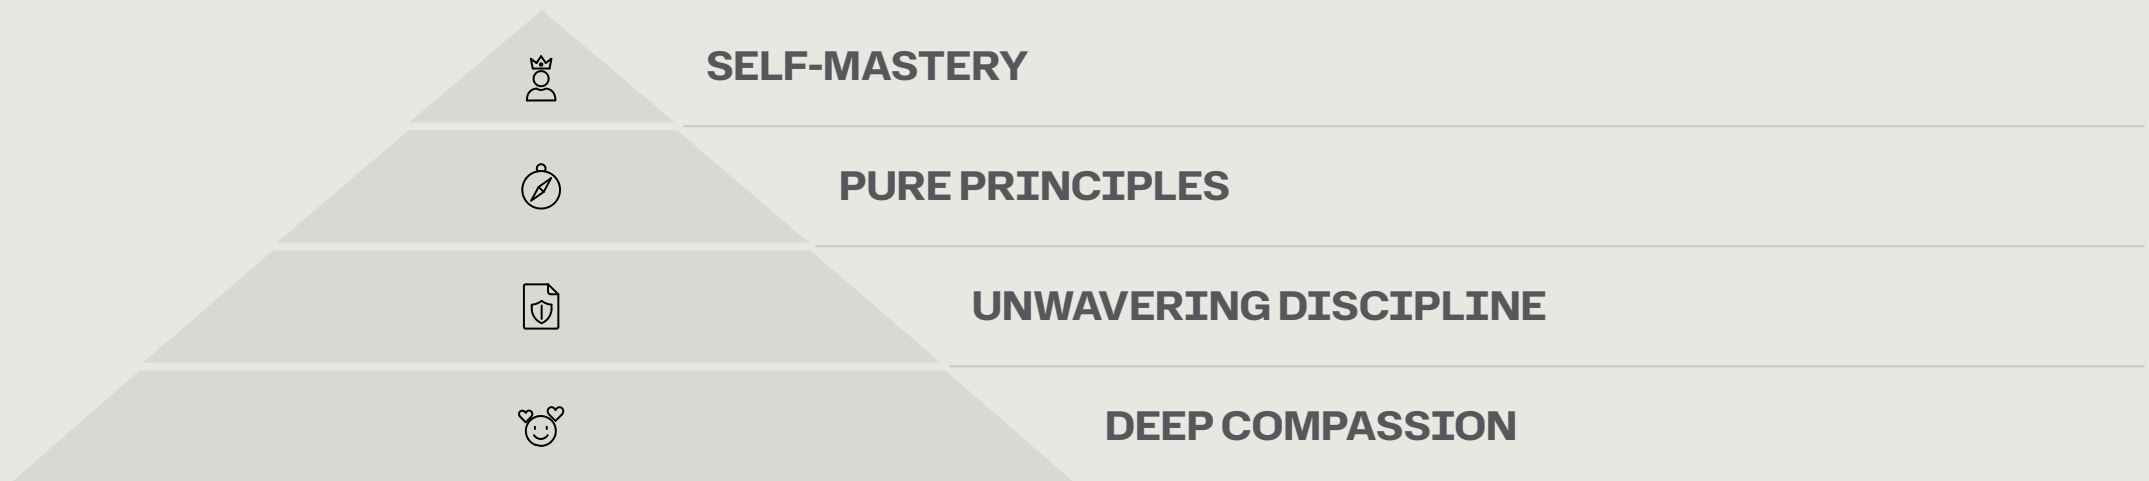 SELF-MASTERY
PURE PRINCIPLES
UNWAVERING DISCIPLINE
DEEP COMPASSION